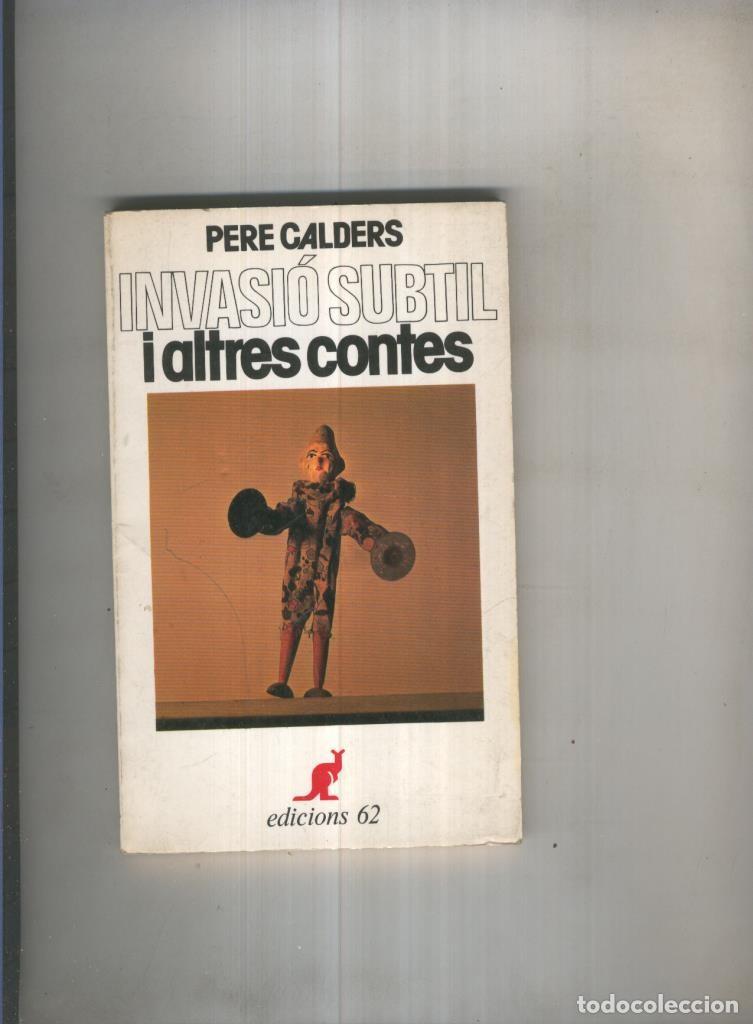 PERE CALDERS
INVASIÓ SUBTIL
i altres contes
edicions 62
todocoleccion